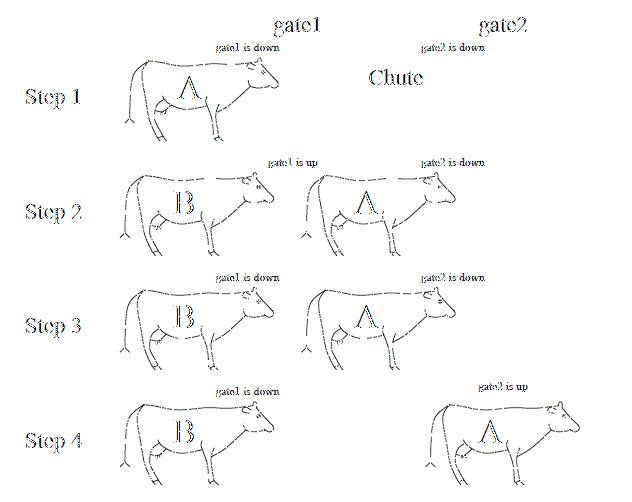 gate1 gate2
gate1 is down gate2 is down
Chute
Step 1 A
gate1 is up gate2 is down
Step 2 B A
gate1 is down gate2 is down
Step 3 B A
gate1 is down gate2 is up
Step 4 B A